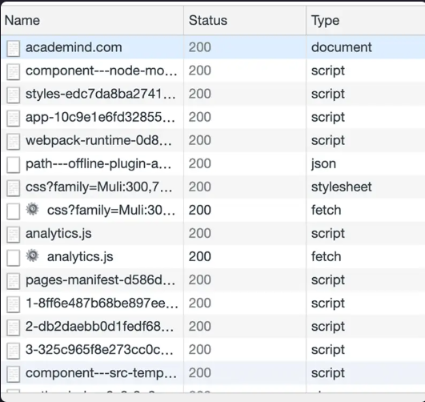 Name Status Type
academind.com 200 document
component---node-mo... 200 script
styles-edc7da8ba2741... 200 script
app-10c9e1e6fd32855... 200 script
webpack-runtime-0d8... 200 script
path---offline-plugin-a... 200 json
css?family=Muli:300,7... 200 stylesheet
css?family=Muli:30... 200 fetch
analytics.js 200 script
analytics.js 200 fetch
pages-manifest-d586d... 200 script
1-8ff6e487b68be897ee... 200 script
2-db2daebb0d1fedf68... 200 script
3-325c965f8e273cc0c... 200 script
component---src-temp... 200 script